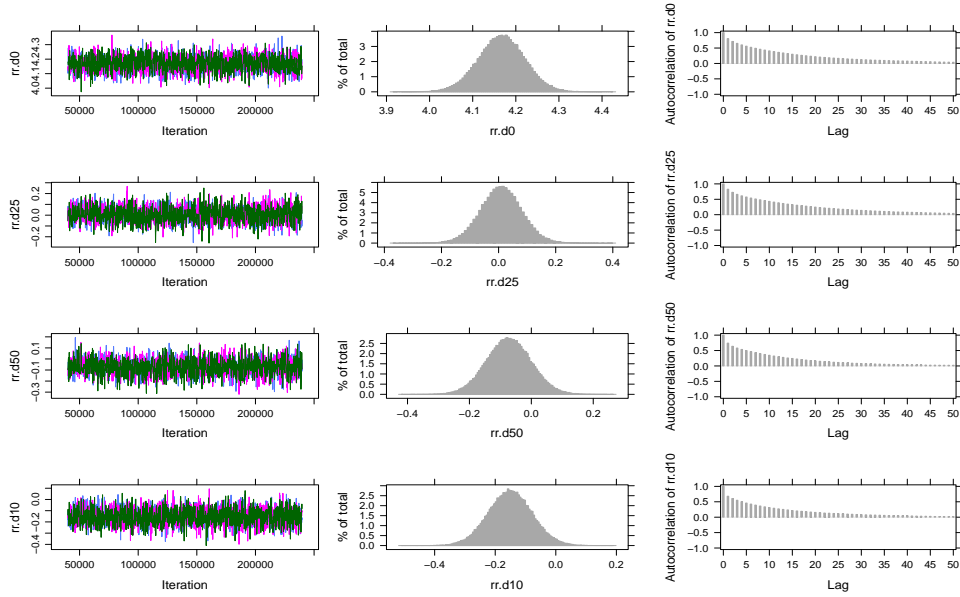 rr.d0
4.04.14.24.3
50000 100000 150000 200000
Iteration
% of total
0 1 2 3
3.9 4.0 4.1 4.2 4.3 4.4
rr.d0
Autocorrelation of rr.d0
−1.0 −0.5 0.0 0.5 1.0
0 5 10 15 20 25 30 35 40 45 50
Lag
rr.d25
−0.2 0.0 0.2
50000 100000 150000 200000
Iteration
% of total
0 1 2 3 4 5
−0.4 −0.2 0.0 0.2 0.4
rr.d25
Autocorrelation of rr.d25
−1.0 −0.5 0.0 0.5 1.0
0 5 10 15 20 25 30 35 40 45 50
Lag
rr.d50
−0.3 −0.1 0.1
50000 100000 150000 200000
Iteration
% of total
0.0 0.5 1.0 1.5 2.0 2.5
−0.4 −0.2 0.0 0.2
rr.d50
Autocorrelation of rr.d50
−1.0 −0.5 0.0 0.5 1.0
0 5 10 15 20 25 30 35 40 45 50
Lag
rr.d10
−0.4 −0.2 0.0
50000 100000 150000 200000
Iteration
% of total
0.0 0.5 1.0 1.5 2.0 2.5
−0.4 −0.2 0.0 0.2
rr.d10
Autocorrelation of rr.d10
−1.0 −0.5 0.0 0.5 1.0
0 5 10 15 20 25 30 35 40 45 50
Lag